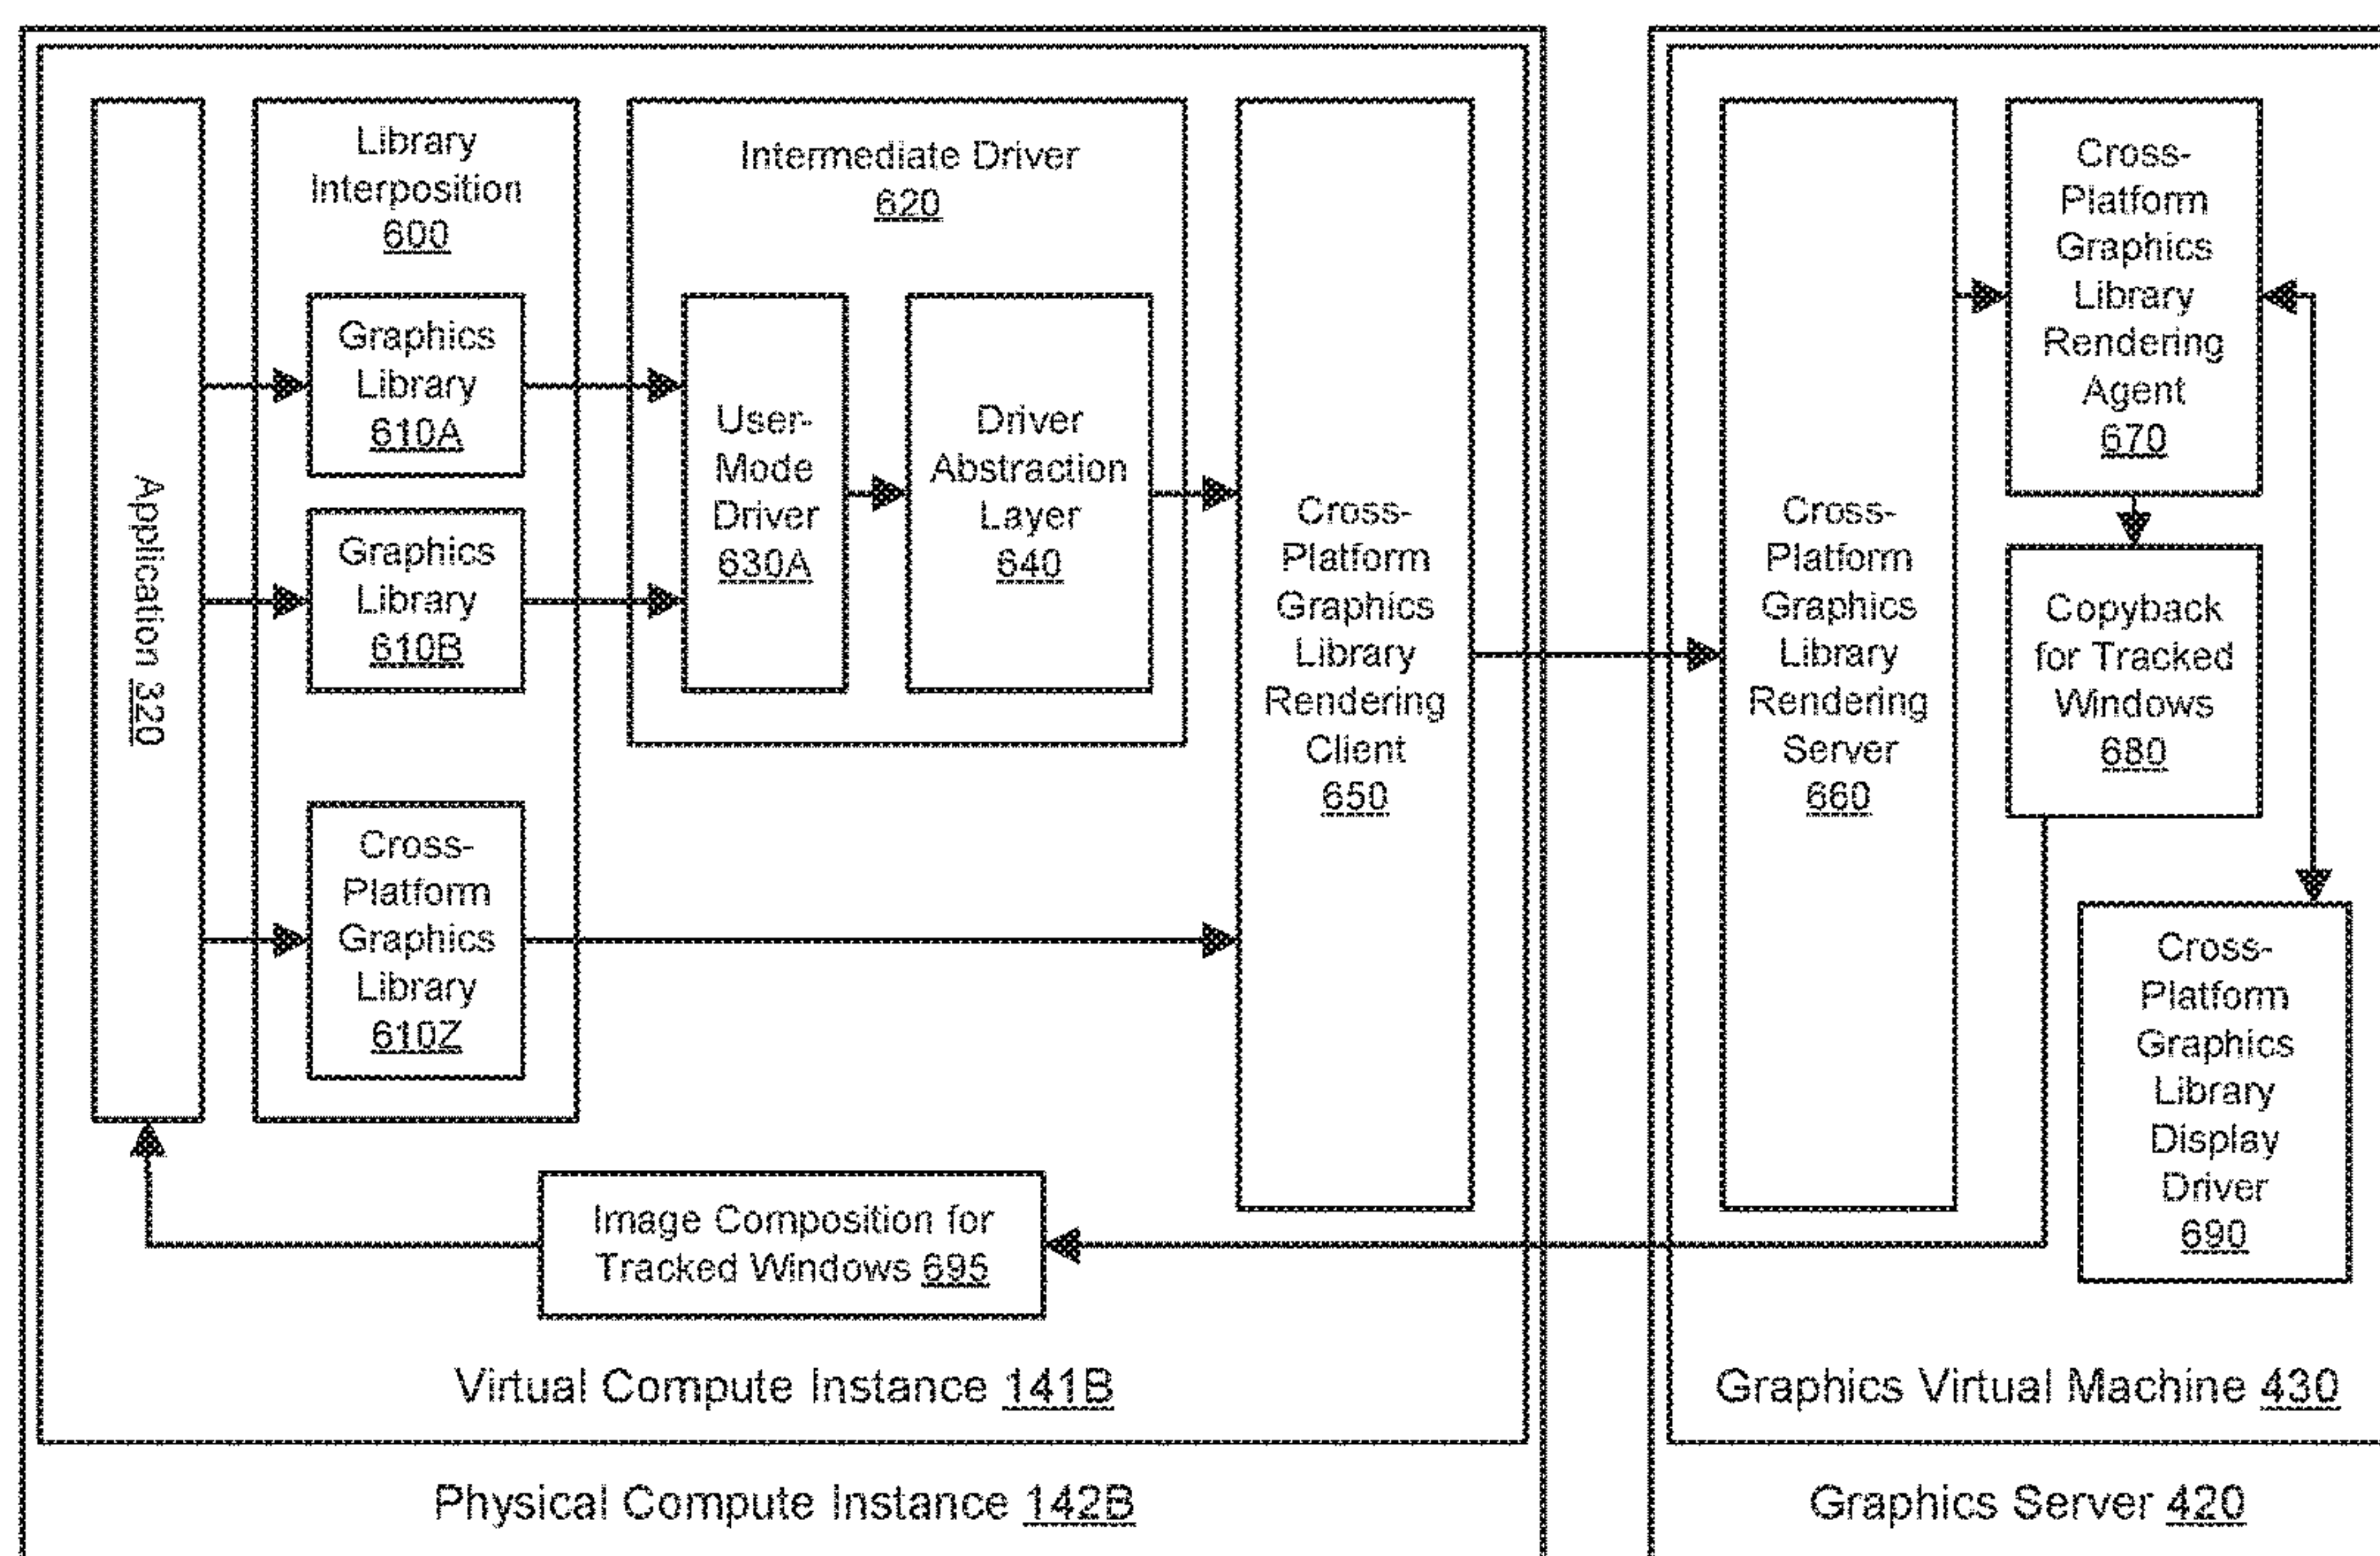 Application 320
Library
Interposition
600
Graphics
Library
610A
Graphics
Library
610B
Cross-
Platform
Graphics
Library
610Z
Intermediate Driver
620
User-
Mode
Driver
630A
Driver
Abstraction
Layer
640
Cross-
Platform
Graphics
Library
Rendering
Client
650
Image Composition for
Tracked Windows 695
Virtual Compute Instance 141B
Physical Compute Instance 142B
Cross-
Platform
Graphics
Library
Rendering
Server
660
Cross-
Platform
Graphics
Library
Rendering
Agent
670
Copyback
for Tracked
Windows
680
Cross-
Platform
Graphics
Library
Display
Driver
690
Graphics Virtual Machine 430
Graphics Server 420